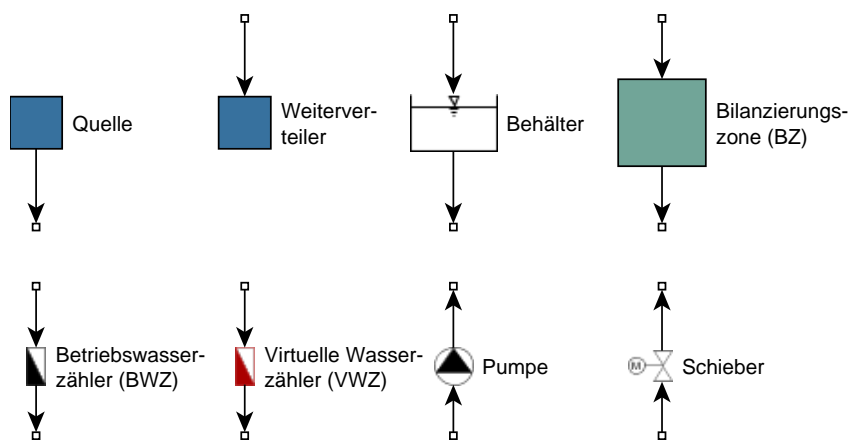 Quelle
Weiterver-
teiler
Behälter
Bilanzierungs-
zone (BZ)
Betriebswasser-
zähler (BWZ)
Virtuelle Wasser-
zähler (VWZ)
Pumpe
M
Schieber